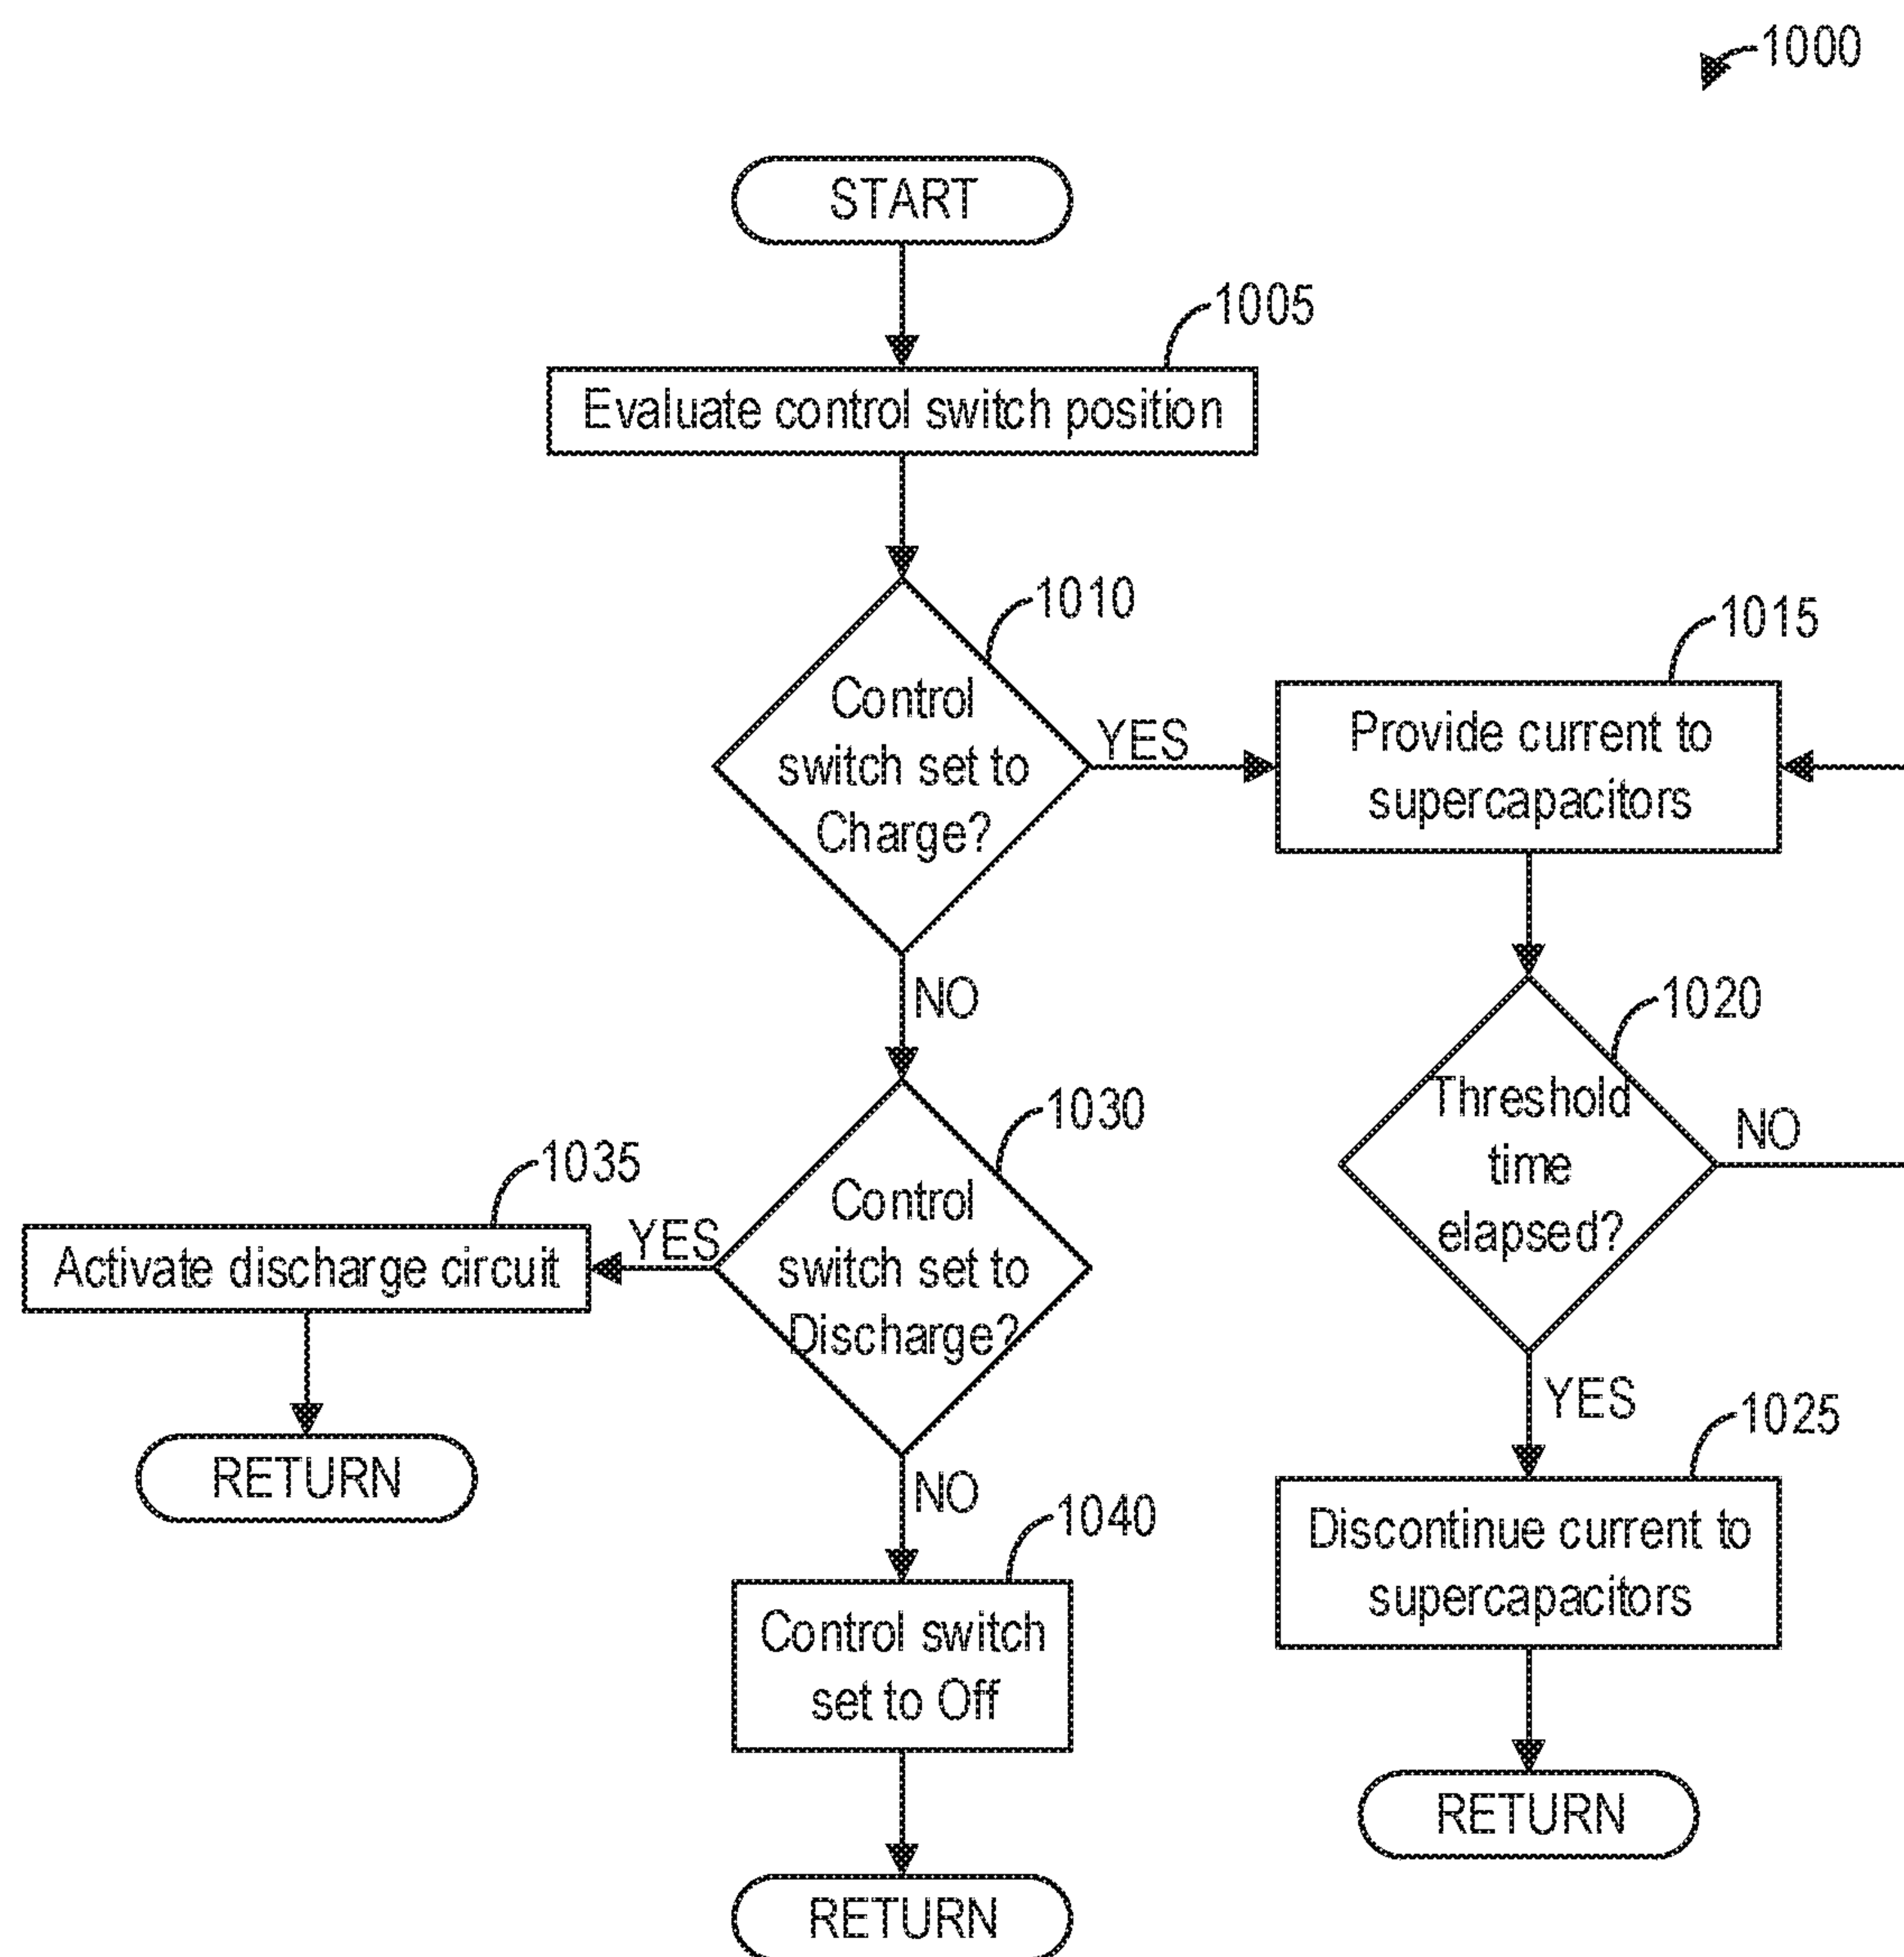 1000
START
1005
Evaluate control switch position
1010
Control
switch set to
Charge?
YES
1015
Provide current to
supercapacitors
NO
1020
Threshold
time
elapsed?
NO
1030
Control
switch set to
Discharge?
YES
1035
Activate discharge circuit
RETURN
YES
1025
Discontinue current to
supercapacitors
NO
1040
Control switch
set to Off
RETURN
RETURN